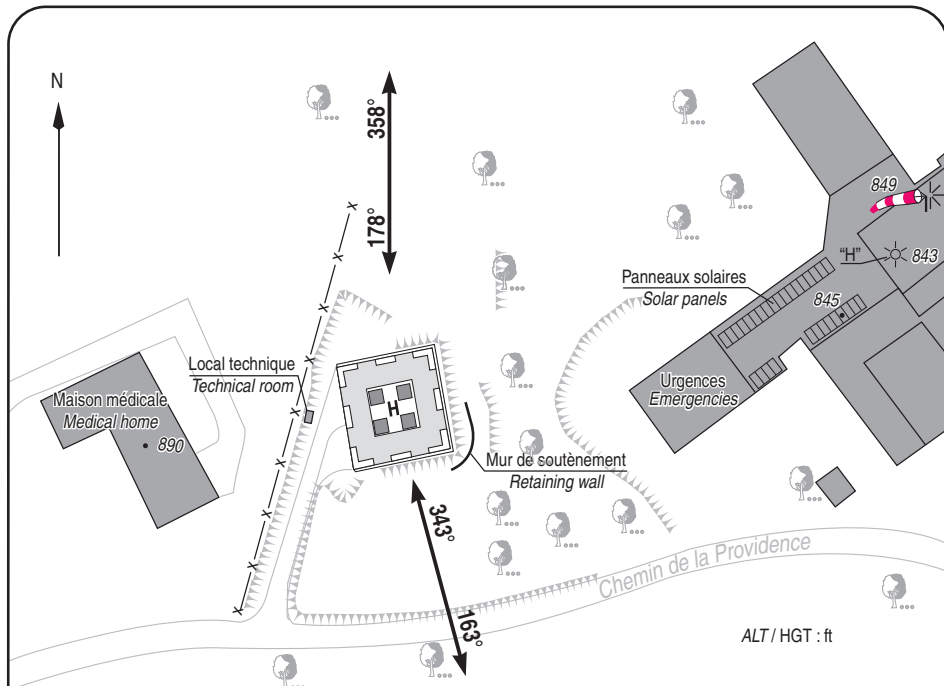 N
358°
178°
849
"H"
843
Panneaux solaires
Solar panels
845
Local technique
Technical room
Urgences
Emergencies
Maison médicale
Medical home
890
H
Mur de soutènement
Retaining wall
343°
163°
Chemin de la Providence
ALT / HGT : ft